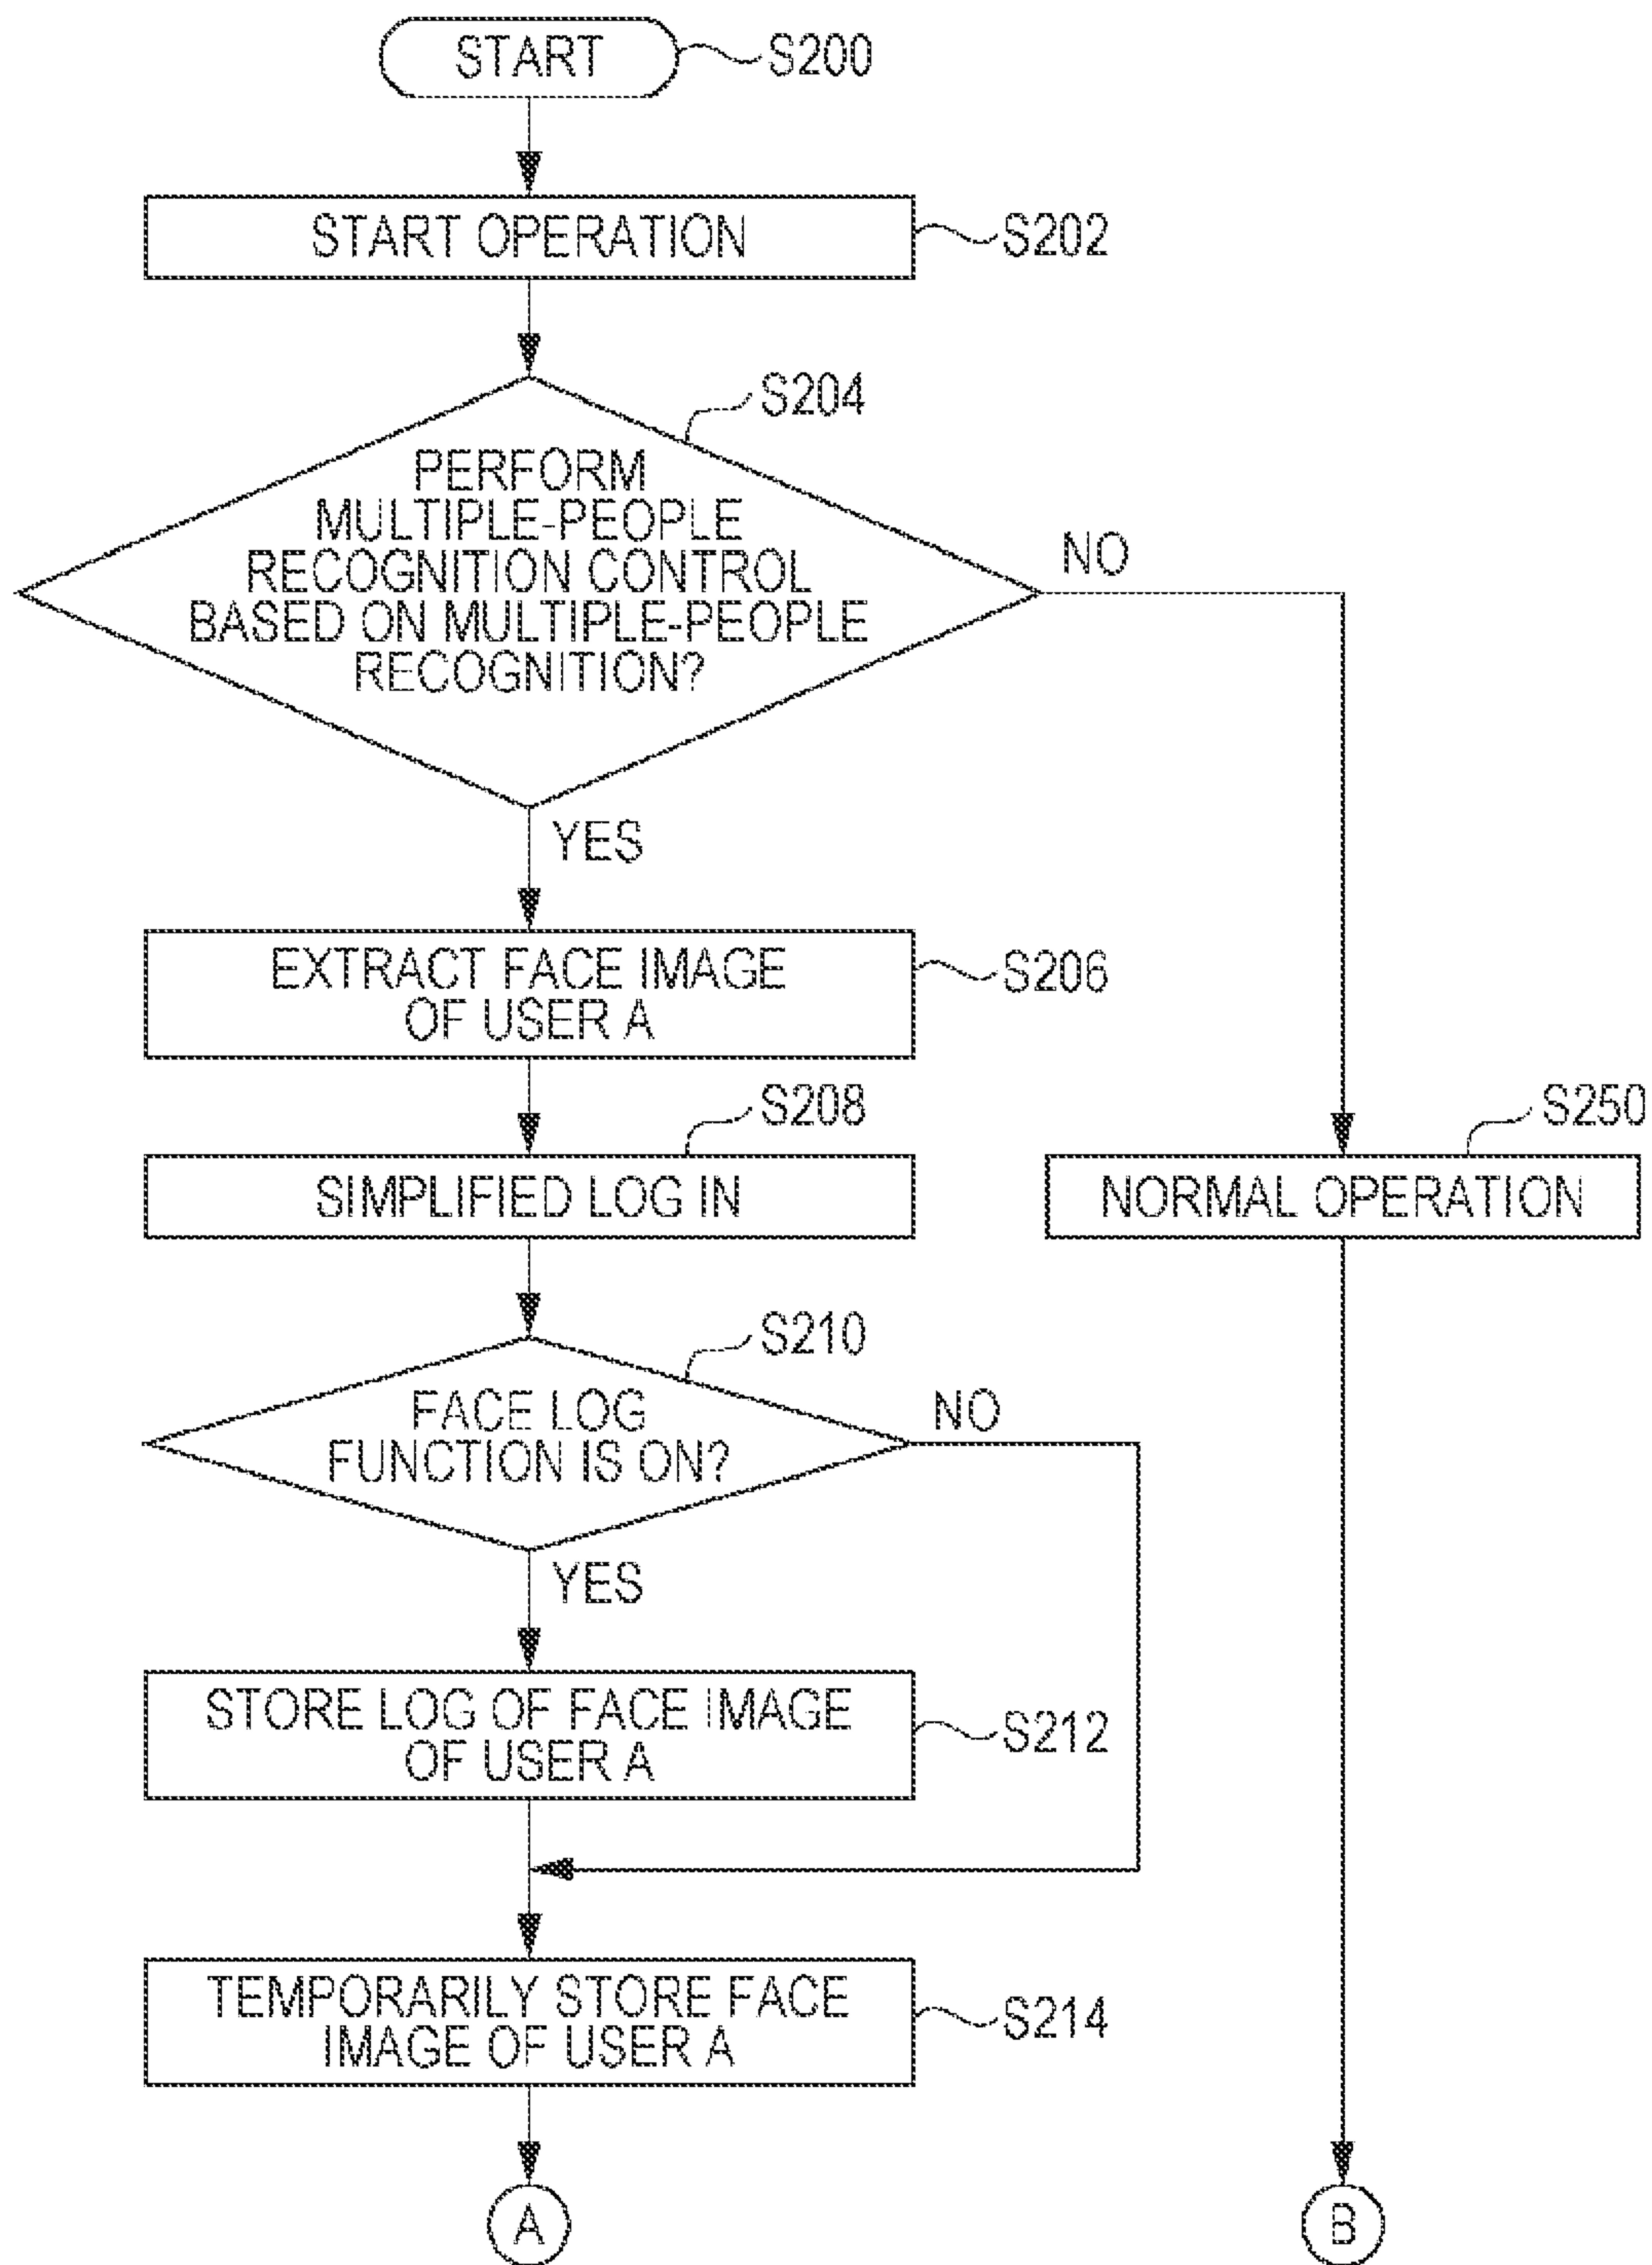 START
S200
START OPERATION
S202
S204
PERFORM
MULTIPLE-PEOPLE
RECOGNITION CONTROL
BASED ON MULTIPLE-PEOPLE
RECOGNITION?
NO
YES
EXTRACT FACE IMAGE
OF USER A
S206
S208
SIMPLIFIED LOG IN
S250
NORMAL OPERATION
S210
FACE LOG
FUNCTION IS ON?
NO
YES
STORE LOG OF FACE IMAGE
OF USER A
S212
TEMPORARILY STORE FACE
IMAGE OF USER A
S214
A
B